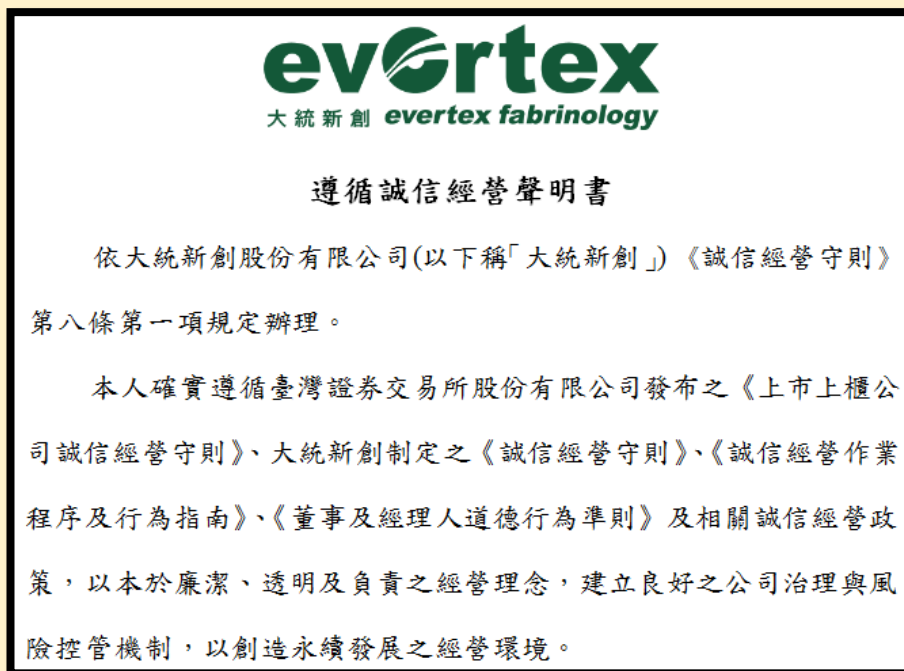 evertex
大統新創 evertex fabrinology
遵循誠信經營聲明書
依大統新創股份有限公司(以下稱「大統新創」)《誠信經營守則》
第八條第一項規定辦理。
本人確實遵循臺灣證券交易所股份有限公司發布之《上市上櫃公
司誠信經營守則》、大統新創制定之《誠信經營守則》、《誠信經營作業
程序及行為指南》、《董事及經理人道德行為準則》及相關誠信經營政
策，以本於廉潔、透明及負責之經營理念，建立良好之公司治理與風
險控管機制，以創造永續發展之經營環境。